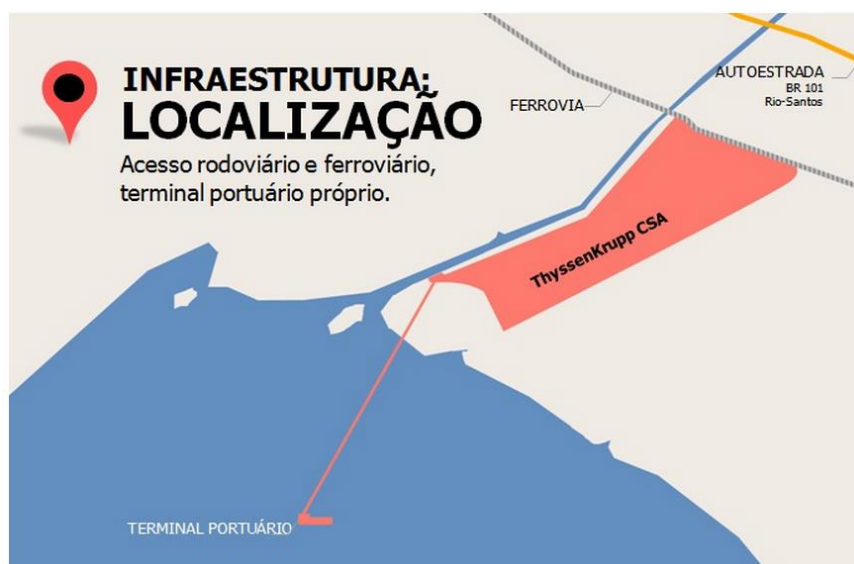 INFRAESTRUTURA:
LOCALIZAÇÃO
Acesso rodoviário e ferroviário,
terminal portuário próprio.
FERROVIA
AUTOESTRADA
BR 101
Rio-Santos
ThyssenKrupp CSA
TERMINAL PORTUÁRIO